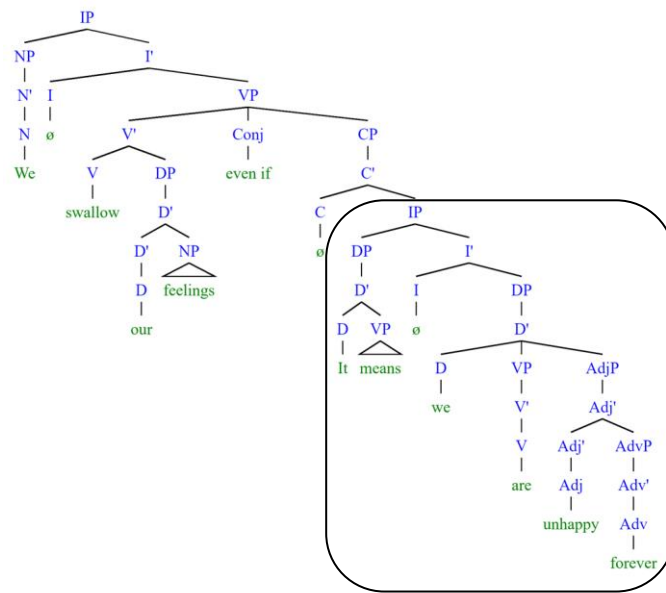 IP
NP I'
N' I VP
N ø V' Conj CP
We V DP even if C'
swallow D' C IP
D' NP ø DP I'
D feelings D' I DP
our D VP ø D'
It means D VP AdjP
we V' Adj'
V Adj' AdvP
are Adj Adv'
unhappy Adv
forever